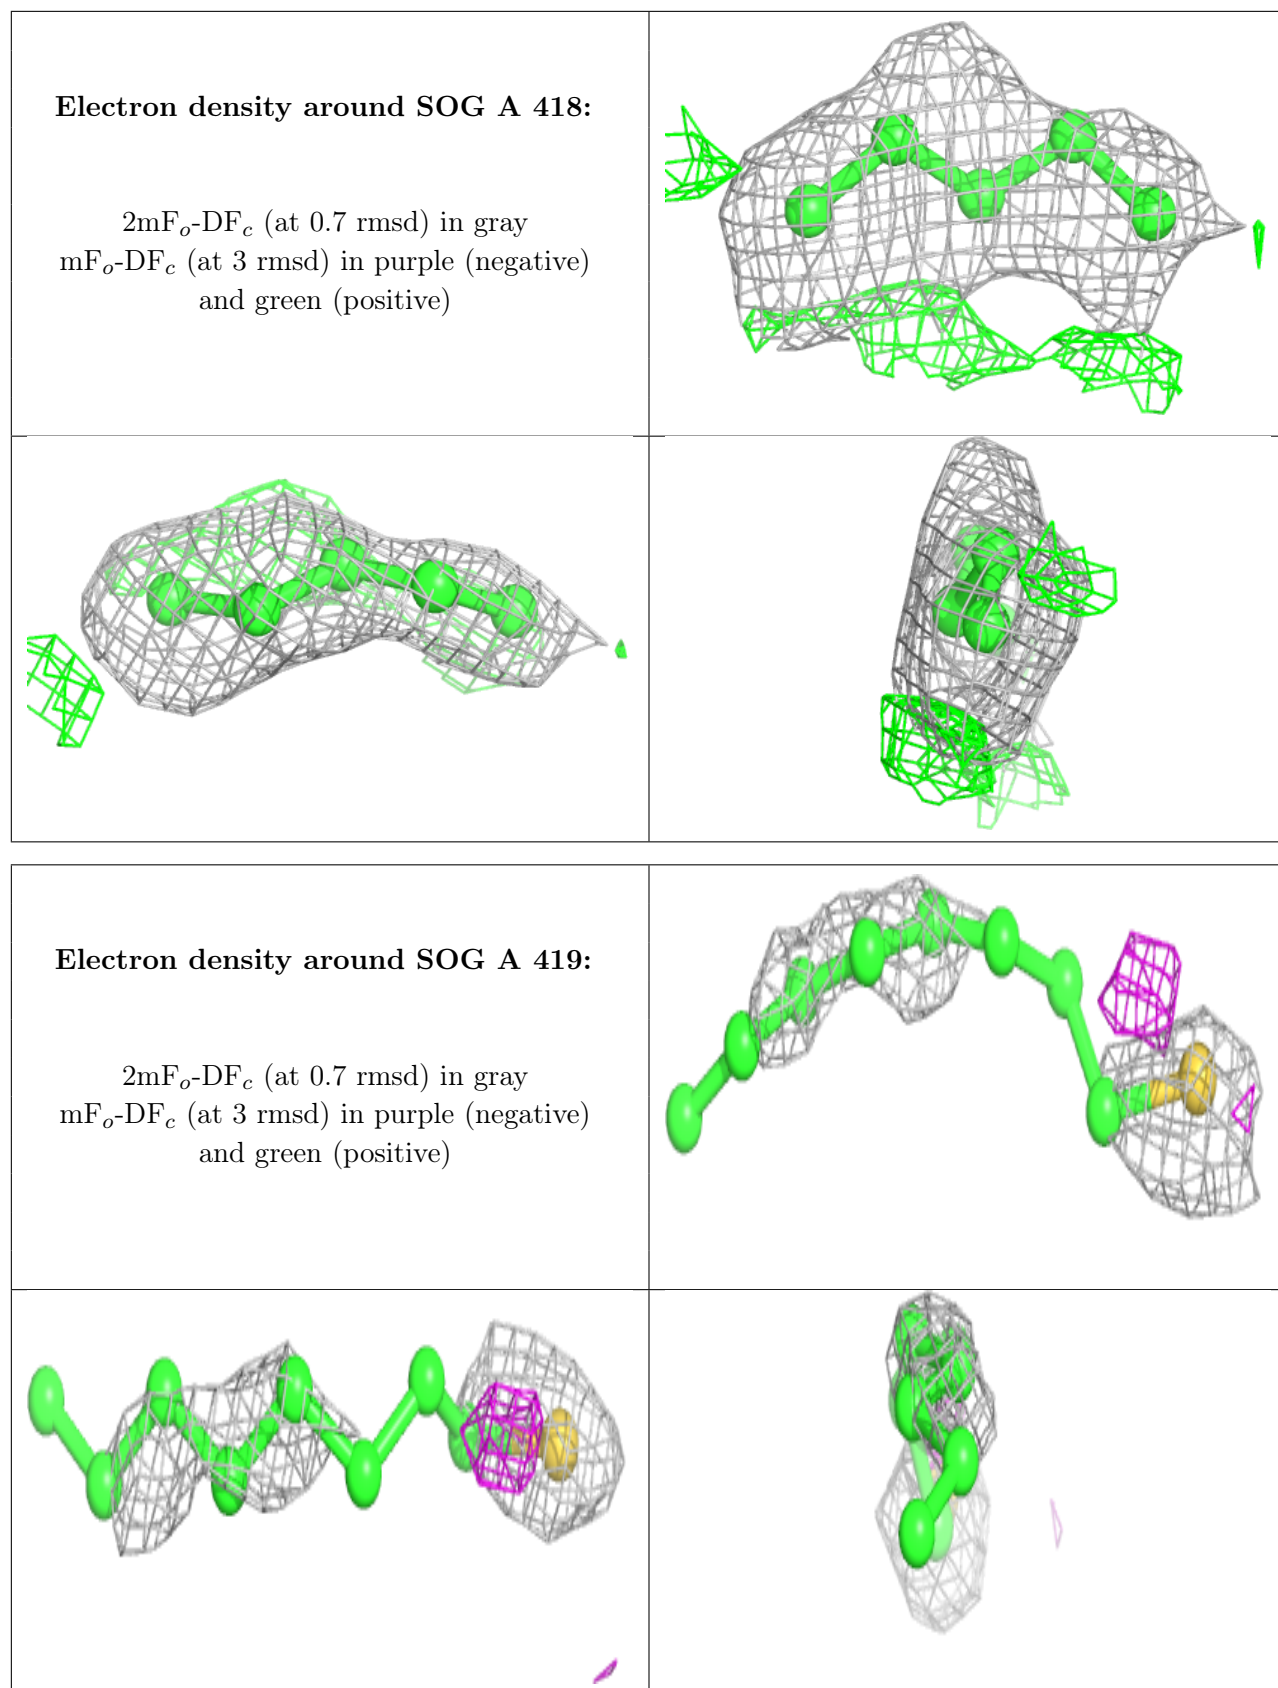 Electron density around SOG A 418:
2mFo-DFc (at 0.7 rmsd) in gray
mFo-DFc (at 3 rmsd) in purple (negative)
and green (positive)
Electron density around SOG A 419:
2mFo-DFc (at 0.7 rmsd) in gray
mFo-DFc (at 3 rmsd) in purple (negative)
and green (positive)